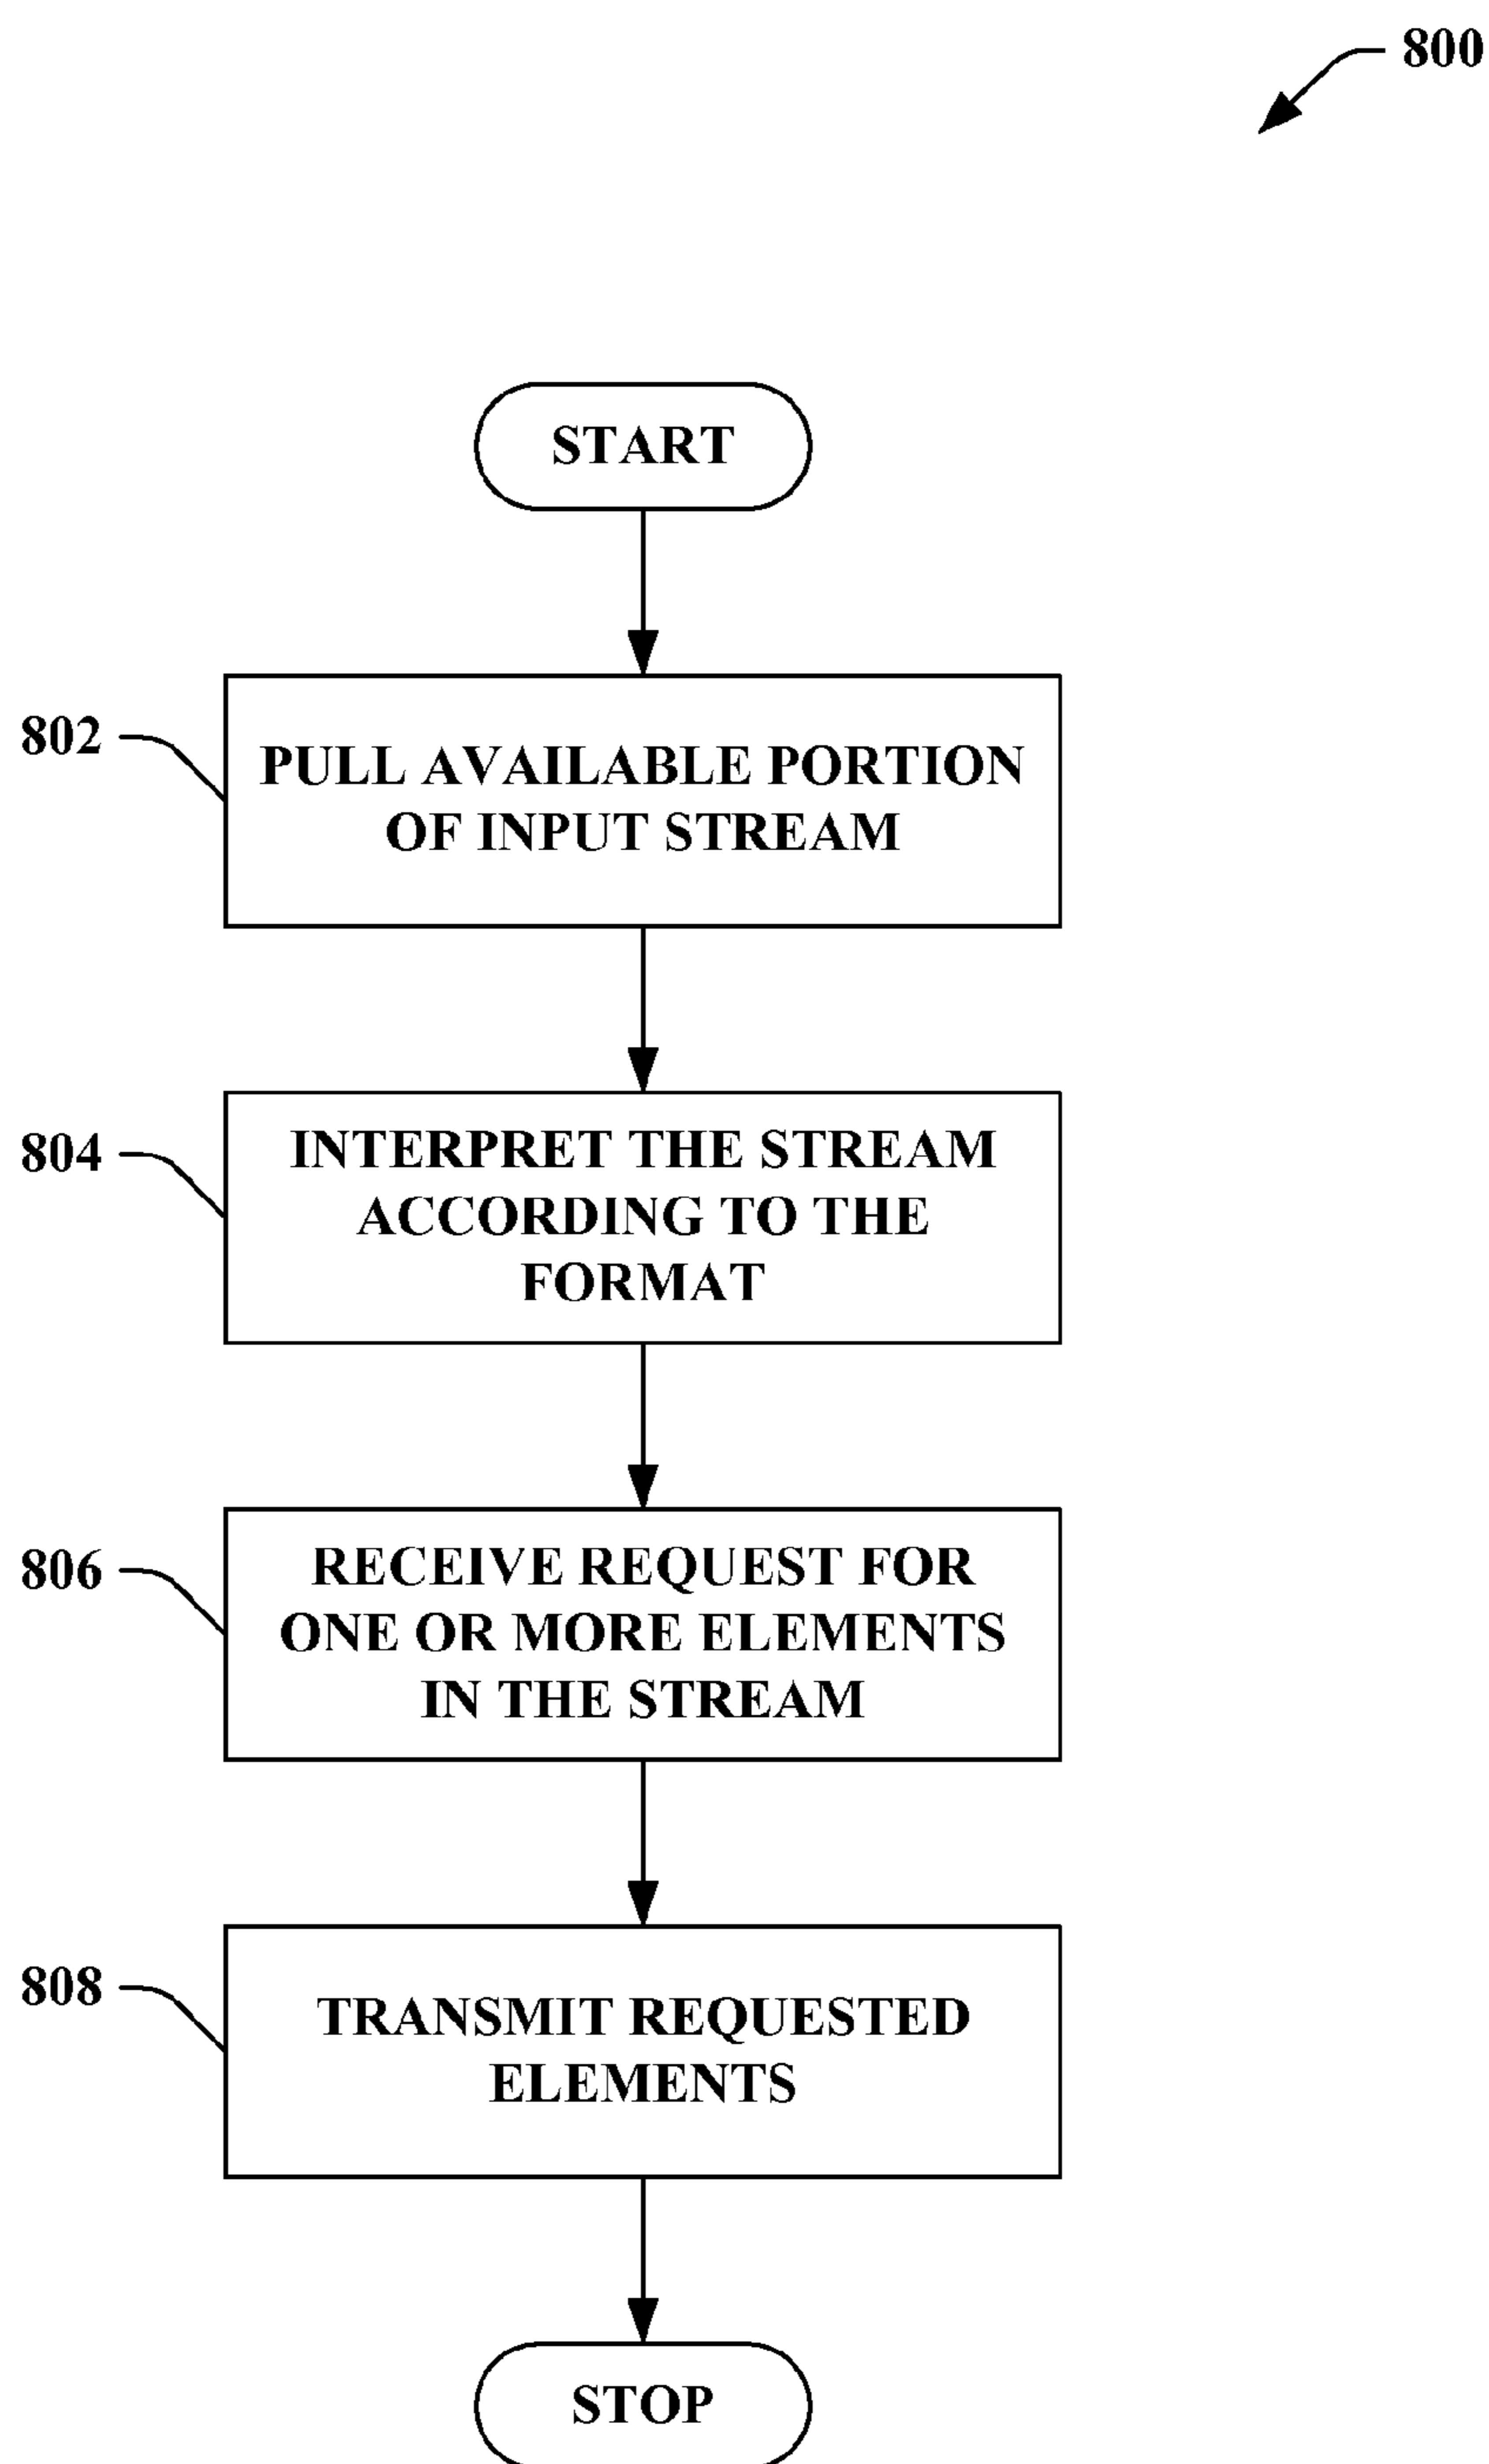 800
START
802
PULL AVAILABLE PORTION
OF INPUT STREAM
804
INTERPRET THE STREAM
ACCORDING TO THE
FORMAT
806
RECEIVE REQUEST FOR
ONE OR MORE ELEMENTS
IN THE STREAM
808
TRANSMIT REQUESTED
ELEMENTS
STOP